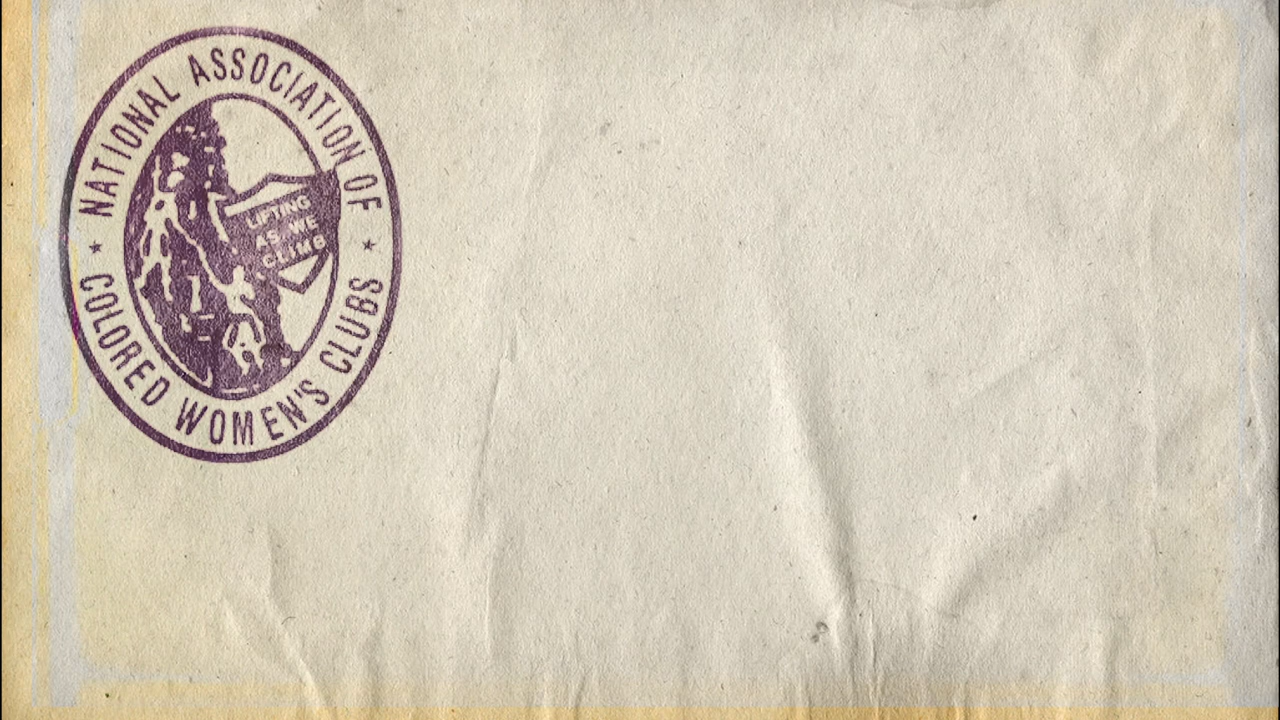 NATIONAL ASSOCIATION OF
COLORED WOMEN'S CLUBS
LIFTING
AS WE
CLIMB